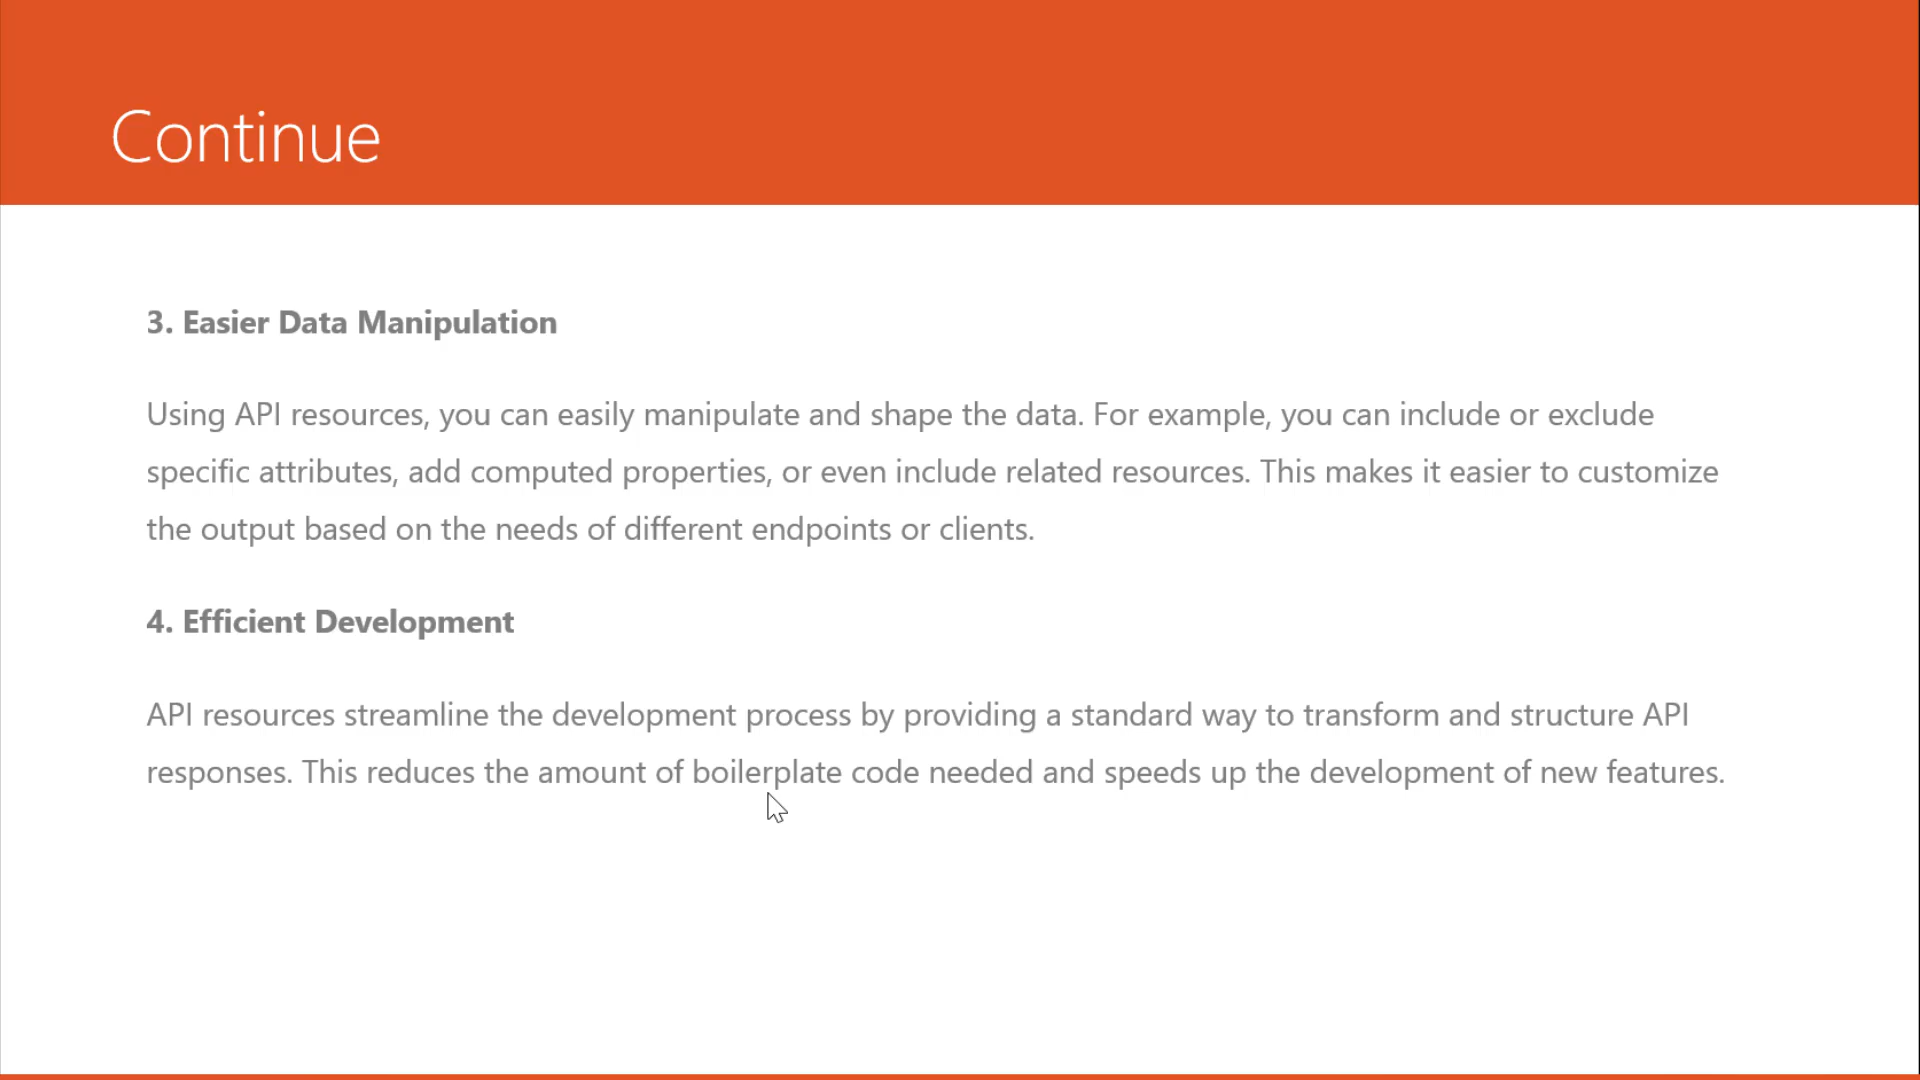 Continue
3. Easier Data Manipulation
Using API resources, you can easily manipulate and shape the data. For example, you can include or exclude
specific attributes, add computed properties, or even include related resources. This makes it easier to customize
the output based on the needs of different endpoints or clients.
4. Efficient Development
API resources streamline the development process by providing a standard way to transform and structure API
responses. This reduces the amount of boilerplate code needed and speeds up the development of new features.